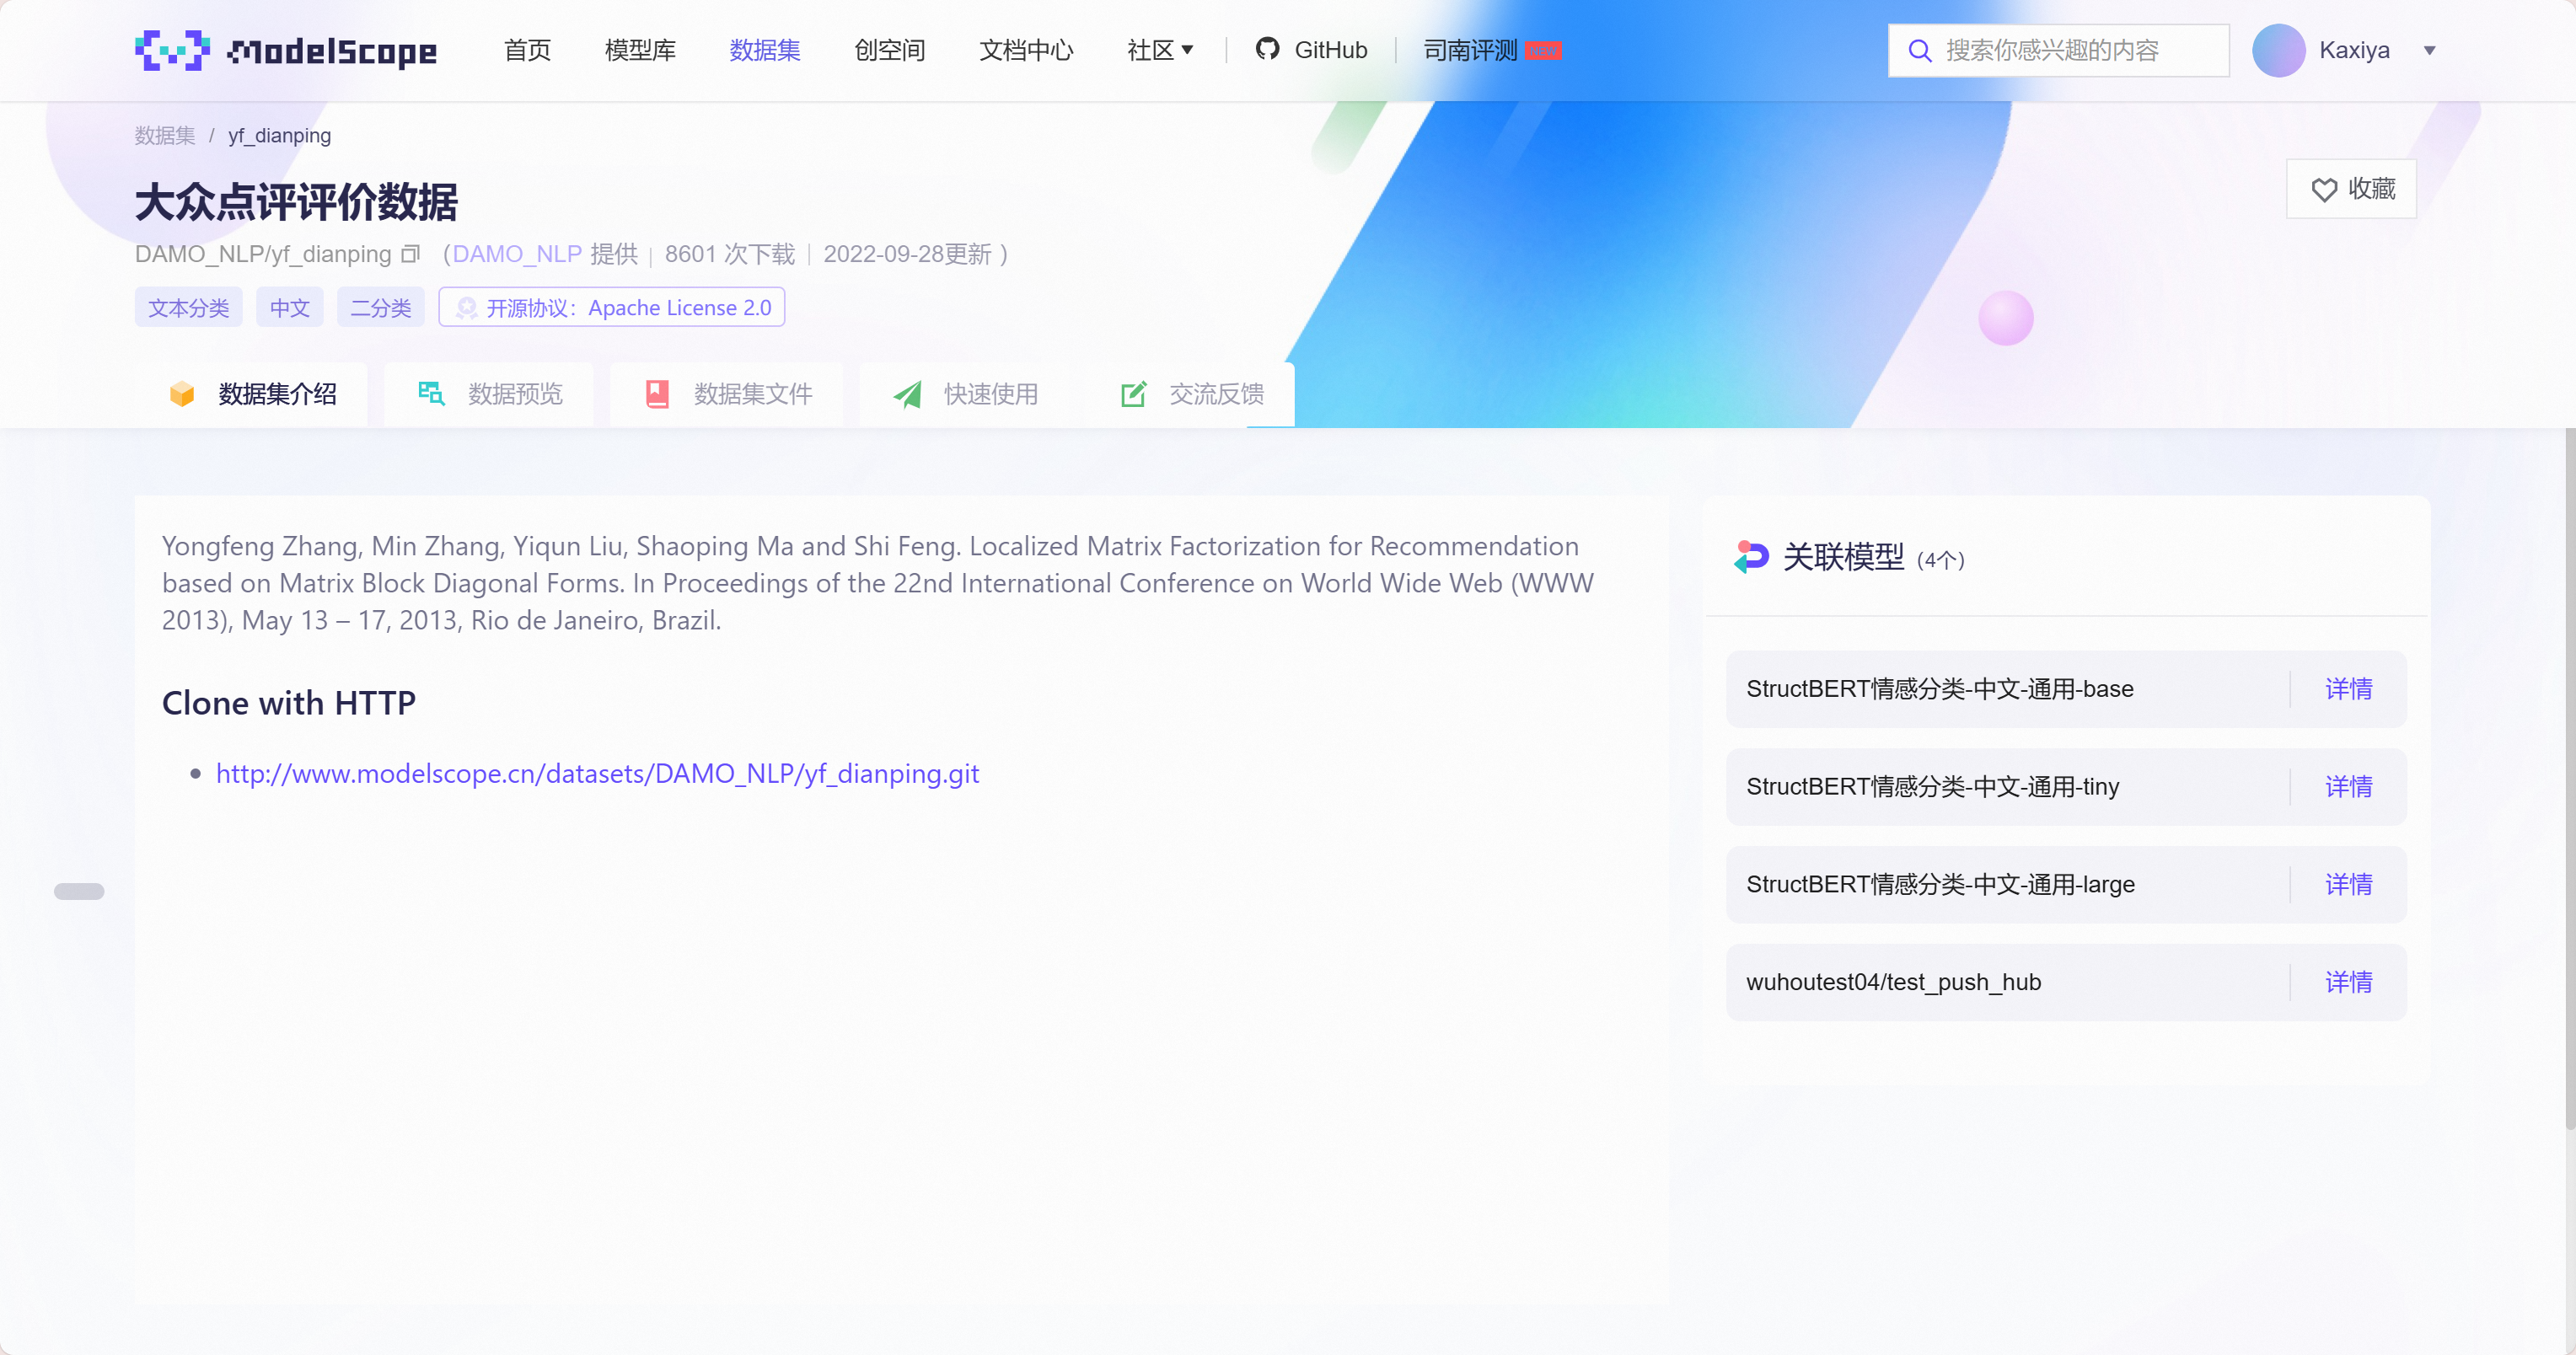 ModelScope
首页
模型库
数据集
创空间
文档中心
社区
GitHub
司南评测 NEW
搜索你感兴趣的内容
Kaxiya
数据集 / yf_dianping
大众点评评价数据
收藏
DAMO_NLP/yf_dianping （DAMO_NLP 提供 | 8601 次下载 | 2022-09-28更新 ）
文本分类 中文 二分类 开源协议：Apache License 2.0
数据集介绍 数据预览 数据集文件 快速使用 交流反馈
Yongfeng Zhang, Min Zhang, Yiqun Liu, Shaoping Ma and Shi Feng. Localized Matrix Factorization for Recommendation
based on Matrix Block Diagonal Forms. In Proceedings of the 22nd International Conference on World Wide Web (WWW
2013), May 13 – 17, 2013, Rio de Janeiro, Brazil.
Clone with HTTP
http://www.modelscope.cn/datasets/DAMO_NLP/yf_dianping.git
关联模型 (4个)
StructBERT情感分类-中文-通用-base 详情
StructBERT情感分类-中文-通用-tiny 详情
StructBERT情感分类-中文-通用-large 详情
wuhoutest04/test_push_hub 详情